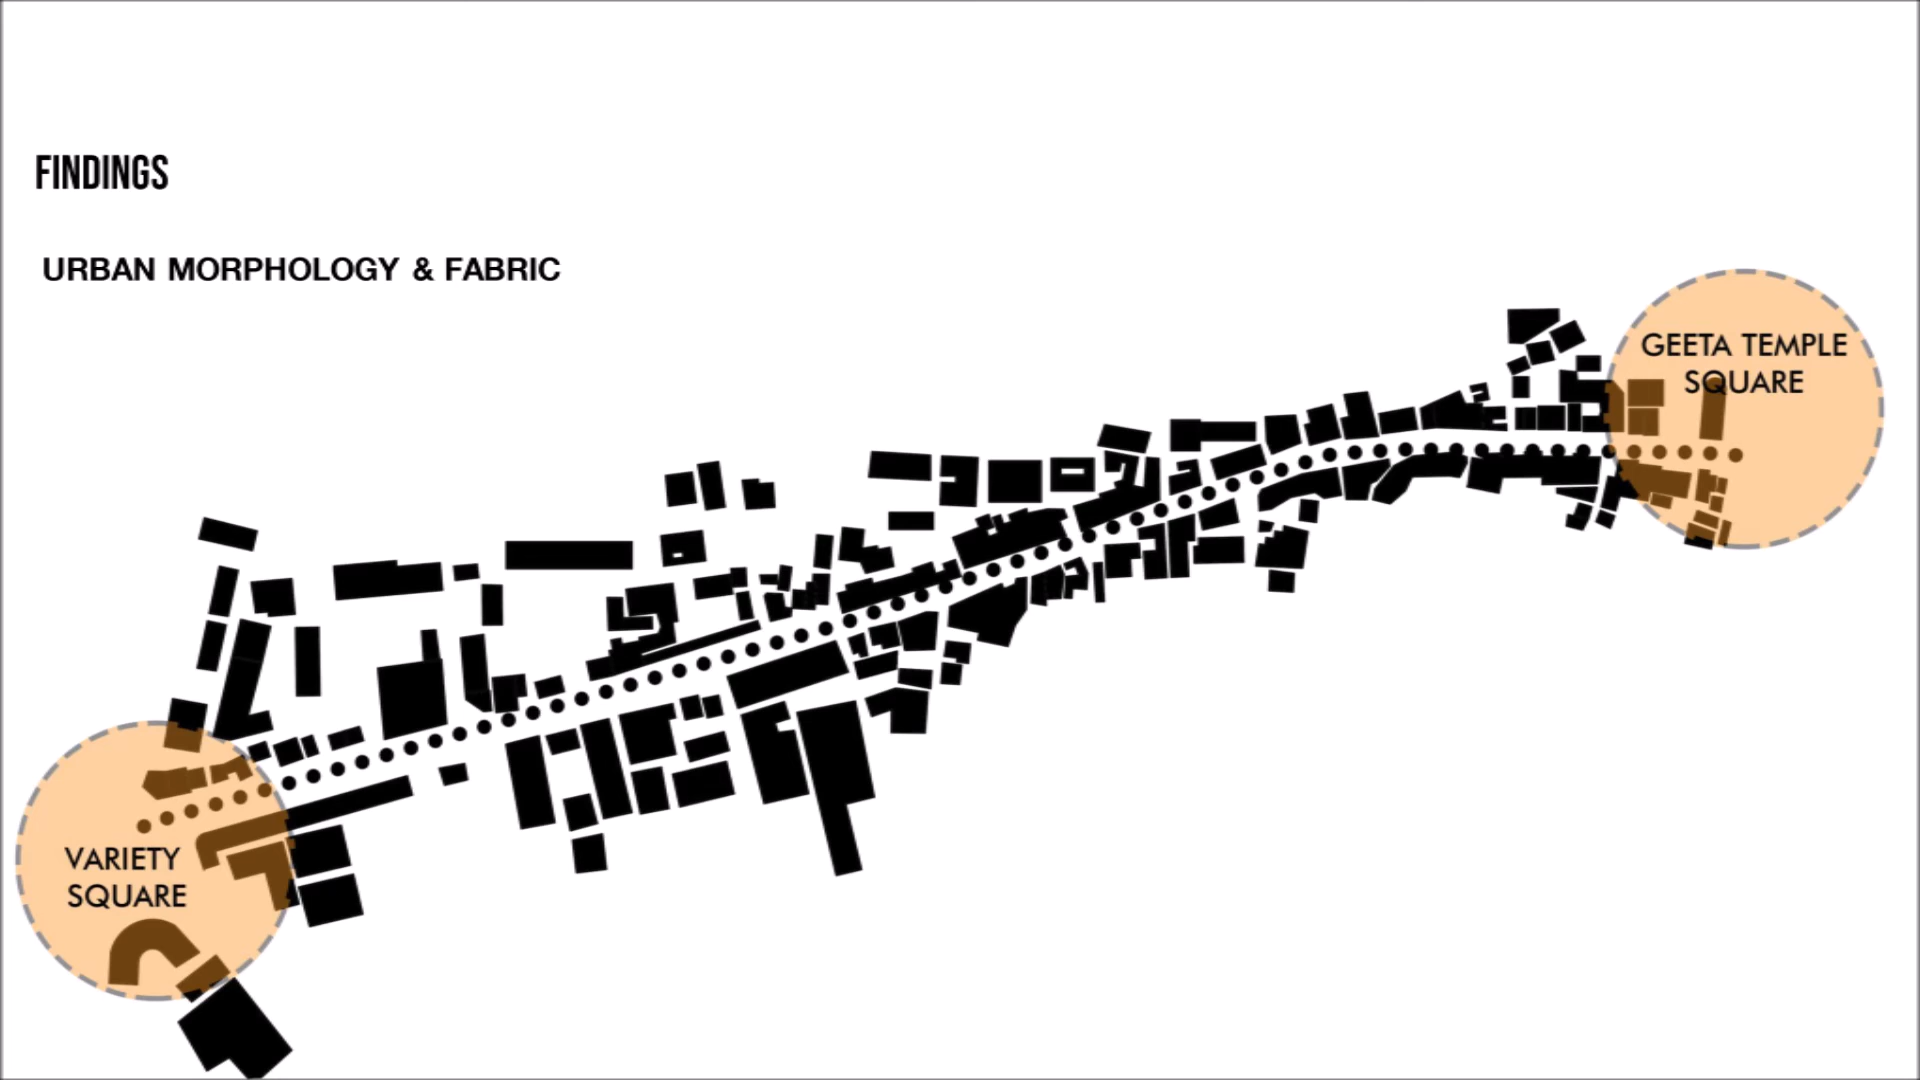 FINDINGS
URBAN MORPHOLOGY & FABRIC
GEETA TEMPLE
SQUARE
VARIETY
SQUARE